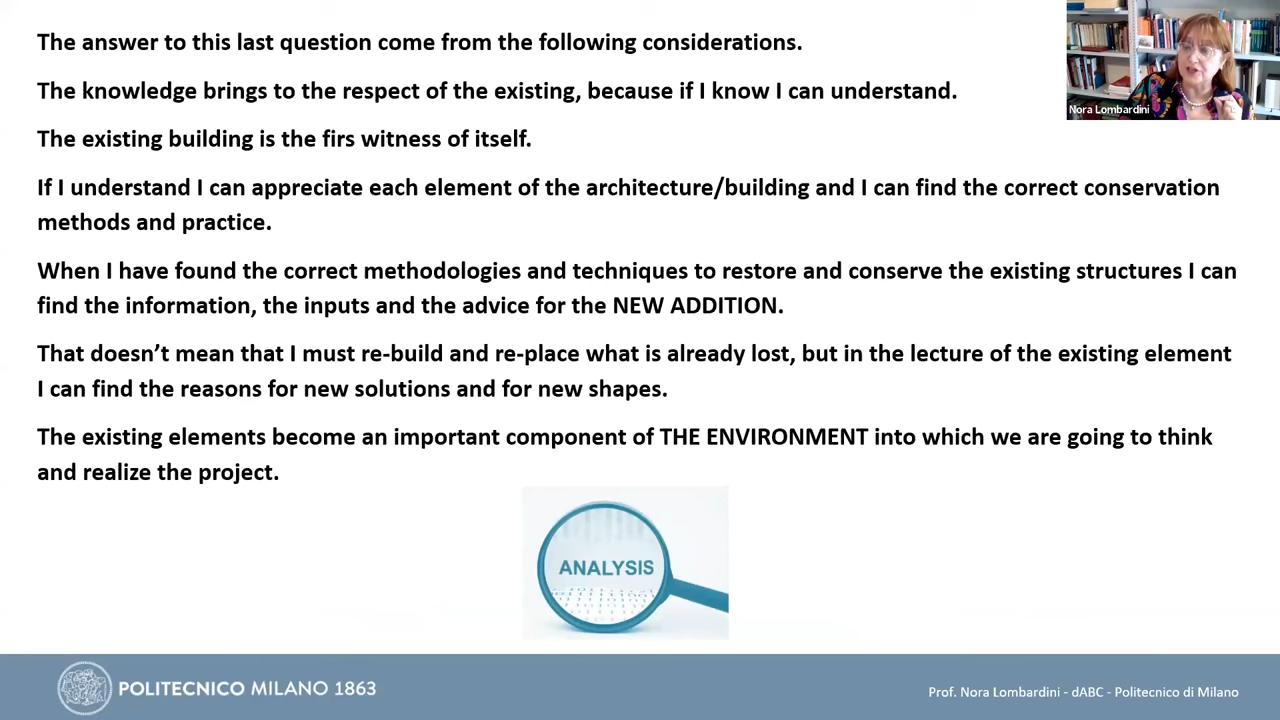 The answer to this last question come from the following considerations.
The knowledge brings to the respect of the existing, because if I know I can understand.
The existing building is the firs witness of itself.
If I understand I can appreciate each element of the architecture/building and I can find the correct conservation
methods and practice.
When I have found the correct methodologies and techniques to restore and conserve the existing structures I can
find the information, the inputs and the advice for the NEW ADDITION.
That doesn’t mean that I must re-build and re-place what is already lost, but in the lecture of the existing element
I can find the reasons for new solutions and for new shapes.
The existing elements become an important component of THE ENVIRONMENT into which we are going to think
and realize the project.
Nora Lombardini
ANALYSIS
POLITECNICO MILANO 1863
Prof. Nora Lombardini - dABC - Politecnico di Milano